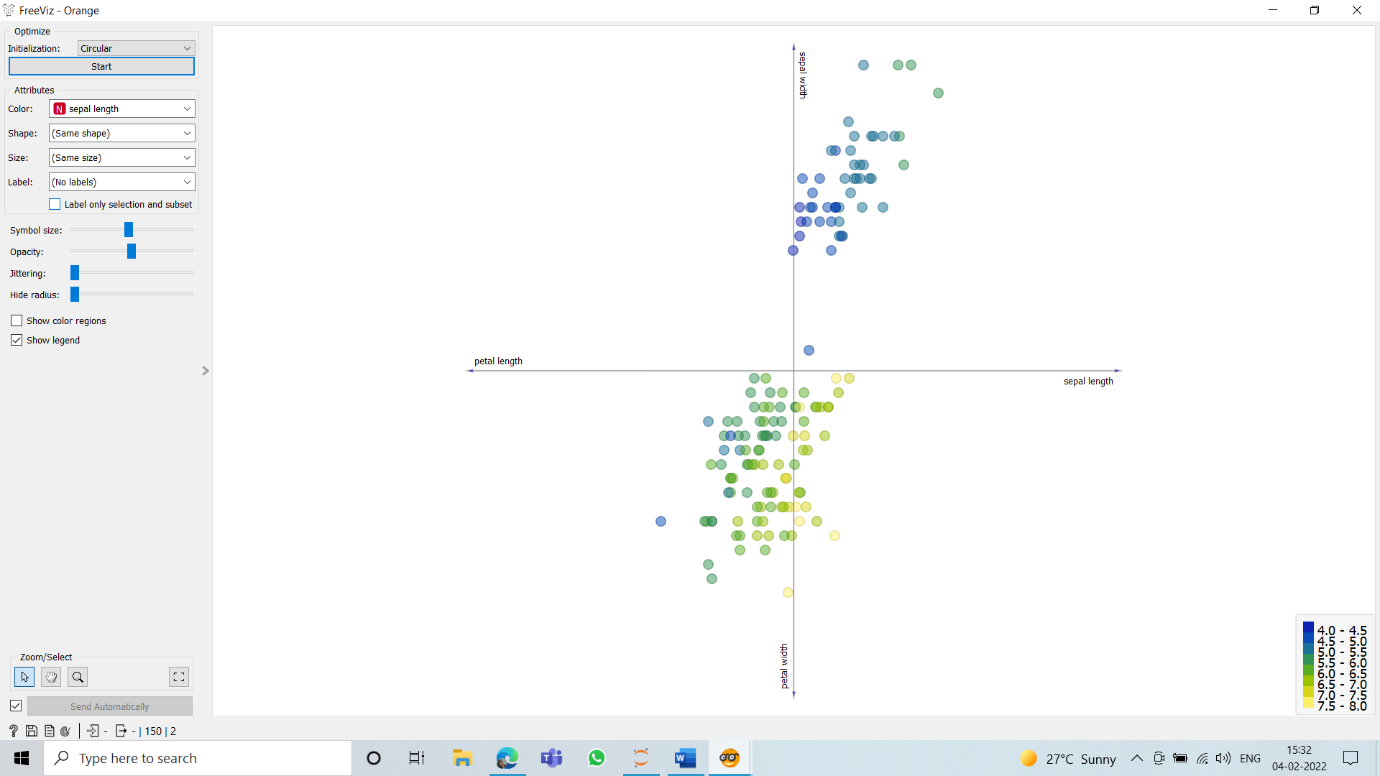 FreeViz - Orange
Optimize
Initialization: Circular
Start
Attributes
Color: N sepal length
Shape: (Same shape)
Size: (Same size)
Label: (No labels)
Label only selection and subset
Symbol size:
Opacity:
Jittering:
Hide radius:
Show color regions
Show legend
sepal width
petal length
sepal length
petal width
4.0 - 4.5
4.5 - 5.0
5.0 - 5.5
5.5 - 6.0
6.0 - 6.5
6.5 - 7.0
7.0 - 7.5
7.5 - 8.0
Zoom/Select
Send Automatically
? - - | 150 | 2
Type here to search
27°C Sunny
ENG
15:32
04-02-2022